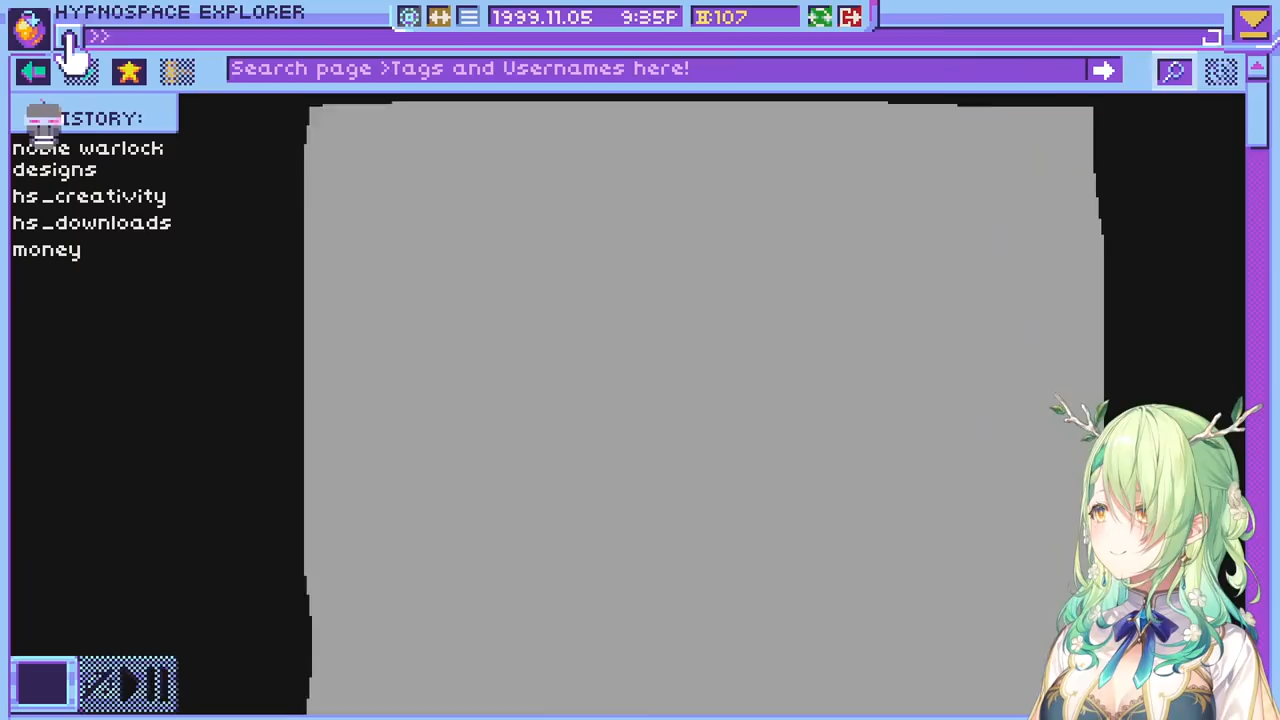 HYPNOSPACE EXPLORER
1999.11.05 9:35P
107
>>
Search page >Tags and Usernames here!
ISTORY:
noble warlock
designs
hs_creativity
hs_downloads
money